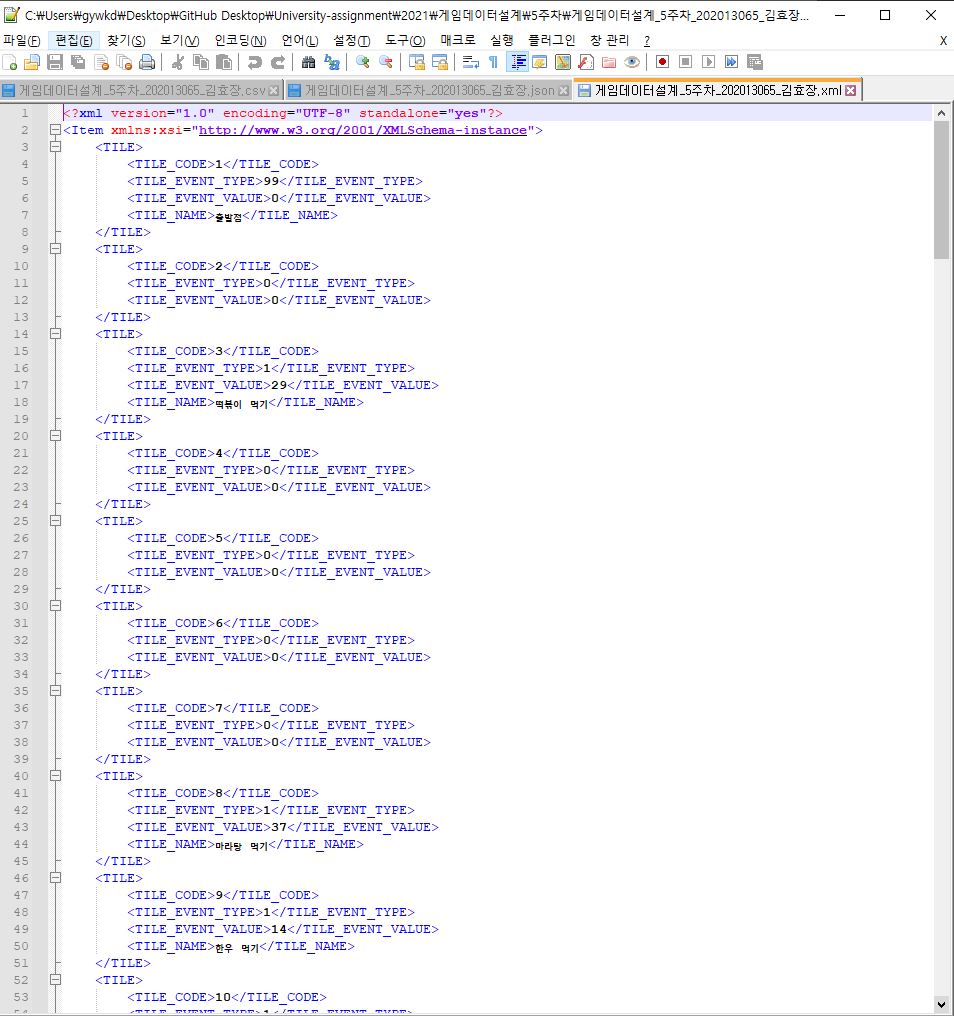 C:₩Users₩gywkd₩Desktop₩GitHub Desktop₩University-assignment₩2021₩게임데이터설계₩5주차₩게임데이터설계_5주차_202013065_김효장...
파일(F) 편집(E) 찾기(S) 보기(V) 인코딩(N) 언어(L) 설정(T) 도구(O) 매크로 실행 플러그인 창 관리 ? X
게임데이터설계_5주차_202013065_김효장.csv 게임데이터설계_5주차_202013065_김효장.json 게임데이터설계_5주차_202013065_김효장.xml
1 <?xml version="1.0" encoding="UTF-8" standalone="yes"?>
2 <Item xmlns:xsi="http://www.w3.org/2001/XMLSchema-instance">
3 <TILE>
4 <TILE_CODE>1</TILE_CODE>
5 <TILE_EVENT_TYPE>99</TILE_EVENT_TYPE>
6 <TILE_EVENT_VALUE>0</TILE_EVENT_VALUE>
7 <TILE_NAME>출발점</TILE_NAME>
8 </TILE>
9 <TILE>
10 <TILE_CODE>2</TILE_CODE>
11 <TILE_EVENT_TYPE>0</TILE_EVENT_TYPE>
12 <TILE_EVENT_VALUE>0</TILE_EVENT_VALUE>
13 </TILE>
14 <TILE>
15 <TILE_CODE>3</TILE_CODE>
16 <TILE_EVENT_TYPE>1</TILE_EVENT_TYPE>
17 <TILE_EVENT_VALUE>29</TILE_EVENT_VALUE>
18 <TILE_NAME>떡볶이 먹기</TILE_NAME>
19 </TILE>
20 <TILE>
21 <TILE_CODE>4</TILE_CODE>
22 <TILE_EVENT_TYPE>0</TILE_EVENT_TYPE>
23 <TILE_EVENT_VALUE>0</TILE_EVENT_VALUE>
24 </TILE>
25 <TILE>
26 <TILE_CODE>5</TILE_CODE>
27 <TILE_EVENT_TYPE>0</TILE_EVENT_TYPE>
28 <TILE_EVENT_VALUE>0</TILE_EVENT_VALUE>
29 </TILE>
30 <TILE>
31 <TILE_CODE>6</TILE_CODE>
32 <TILE_EVENT_TYPE>0</TILE_EVENT_TYPE>
33 <TILE_EVENT_VALUE>0</TILE_EVENT_VALUE>
34 </TILE>
35 <TILE>
36 <TILE_CODE>7</TILE_CODE>
37 <TILE_EVENT_TYPE>0</TILE_EVENT_TYPE>
38 <TILE_EVENT_VALUE>0</TILE_EVENT_VALUE>
39 </TILE>
40 <TILE>
41 <TILE_CODE>8</TILE_CODE>
42 <TILE_EVENT_TYPE>1</TILE_EVENT_TYPE>
43 <TILE_EVENT_VALUE>37</TILE_EVENT_VALUE>
44 <TILE_NAME>마라탕 먹기</TILE_NAME>
45 </TILE>
46 <TILE>
47 <TILE_CODE>9</TILE_CODE>
48 <TILE_EVENT_TYPE>1</TILE_EVENT_TYPE>
49 <TILE_EVENT_VALUE>14</TILE_EVENT_VALUE>
50 <TILE_NAME>한우 먹기</TILE_NAME>
51 </TILE>
52 <TILE>
53 <TILE_CODE>10</TILE_CODE>
54 <TILE_EVENT_TYPE>1</TILE_EVENT_TYPE>